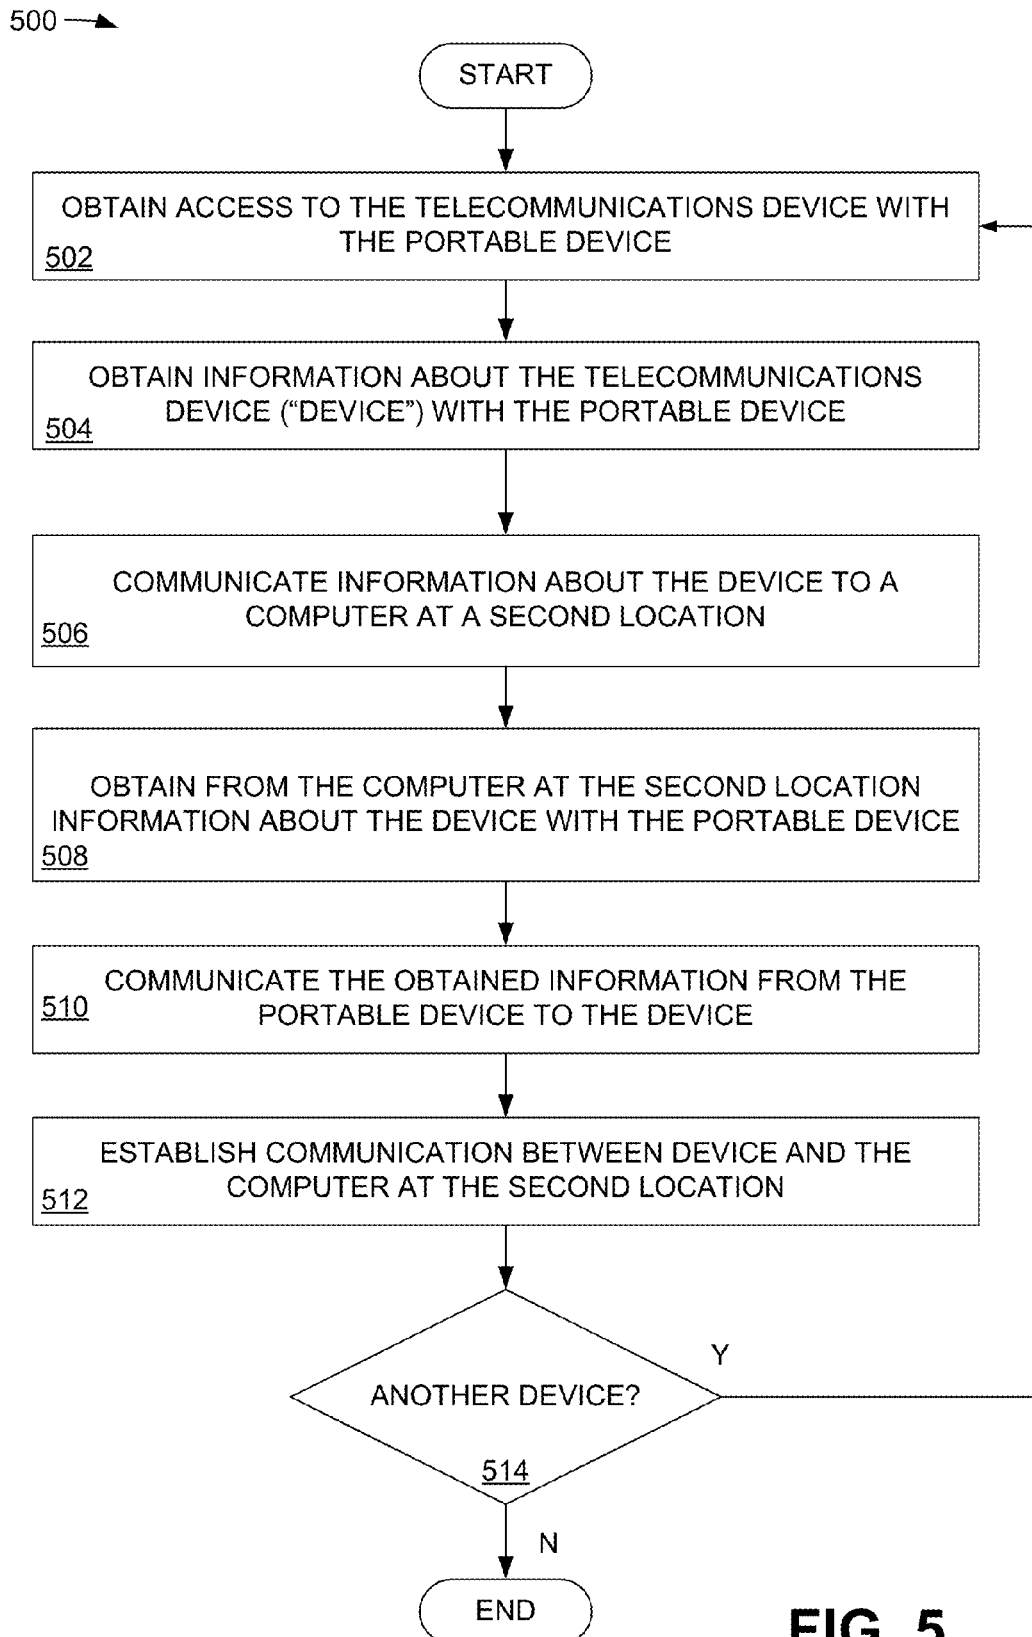 500
START
OBTAIN ACCESS TO THE TELECOMMUNICATIONS DEVICE WITH
THE PORTABLE DEVICE
502
OBTAIN INFORMATION ABOUT THE TELECOMMUNICATIONS
DEVICE (“DEVICE”) WITH THE PORTABLE DEVICE
504
COMMUNICATE INFORMATION ABOUT THE DEVICE TO A
COMPUTER AT A SECOND LOCATION
506
OBTAIN FROM THE COMPUTER AT THE SECOND LOCATION
INFORMATION ABOUT THE DEVICE WITH THE PORTABLE DEVICE
508
COMMUNICATE THE OBTAINED INFORMATION FROM THE
PORTABLE DEVICE TO THE DEVICE
510
ESTABLISH COMMUNICATION BETWEEN DEVICE AND THE
COMPUTER AT THE SECOND LOCATION
512
Y
ANOTHER DEVICE?
514
N
END
FIG. 5